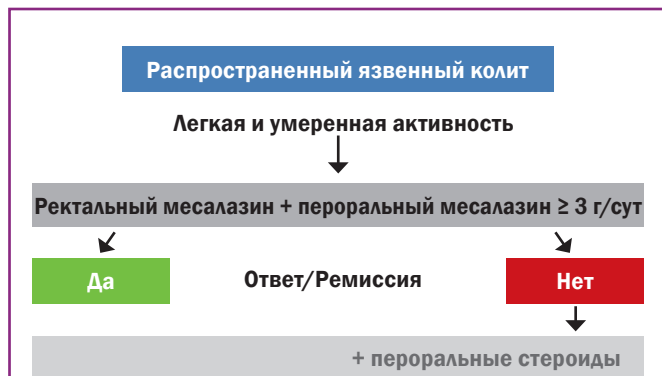 Распространенный язвенный колит
Легкая и умеренная активность
Ректальный месалазин + пероральный месалазин ≥ 3 г/сут
Да
Ответ/Ремиссия
Нет
+ пероральные стероиды